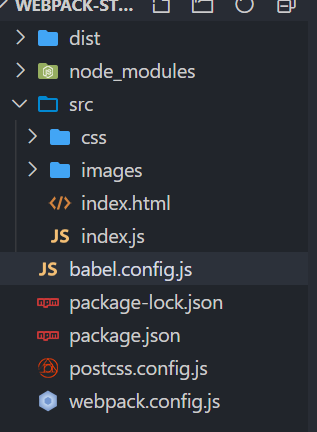 WEBPACK-ST...
dist
node_modules
src
css
images
index.html
JS index.js
JS babel.config.js
package-lock.json
package.json
postcss.config.js
webpack.config.js